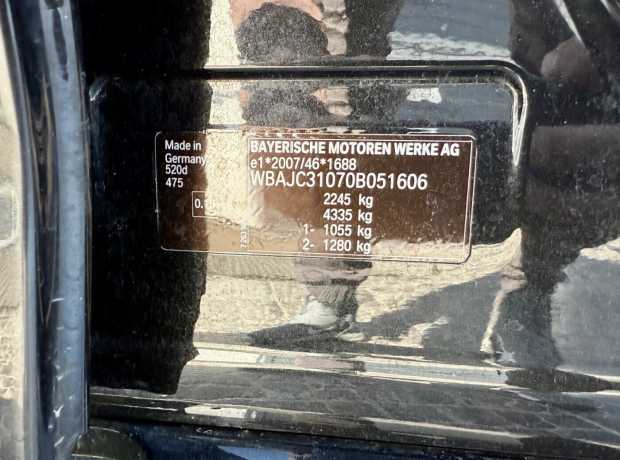 Made in
Germany
520d
475
BAYERISCHE MOTOREN WERKE AG
e1*2007/46*1688
WBAJC31070B051606
2245 kg
4335 kg
1- 1055 kg
2- 1280 kg